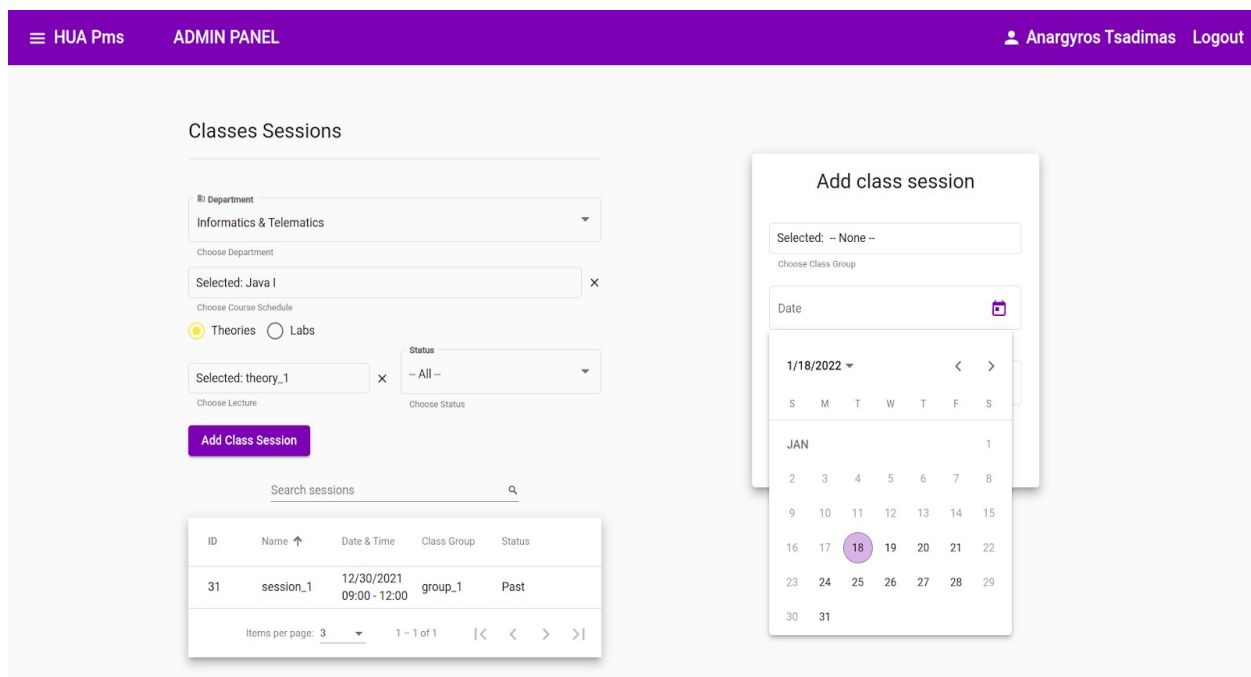 HUA Pms ADMIN PANEL Anargyros Tsadimas Logout
Classes Sessions
Department
Informatics & Telematics
Choose Department
Selected: Java I
Choose Course Schedule
Theories Labs
Selected: theory_1
Choose Lecture
Status
-- All --
Choose Status
Add Class Session
Search sessions
ID Name Date & Time Class Group Status
31 session_1 12/30/2021 09:00 - 12:00 group_1 Past
Items per page: 3 1 – 1 of 1
Add class session
Selected: -- None --
Choose Class Group
Date
1/18/2022
S M T W T F S
JAN 1
2 3 4 5 6 7 8
9 10 11 12 13 14 15
16 17 18 19 20 21 22
23 24 25 26 27 28 29
30 31